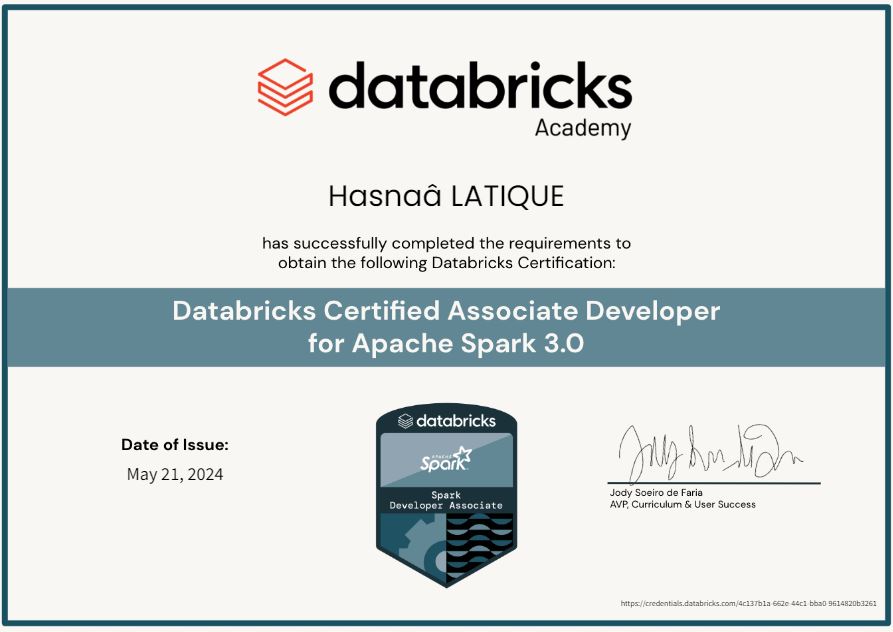 databricks
Academy
Hasnaâ LATIQUE
has successfully completed the requirements to
obtain the following Databricks Certification:
Databricks Certified Associate Developer
for Apache Spark 3.0
Date of Issue:
May 21, 2024
databricks
APACHE
Spark
Spark
Developer Associate
Jody Soeiro de Faria
AVP, Curriculum & User Success
https://credentials.databricks.com/4c137b1a-662e-44c1-bba0-9614820b3261